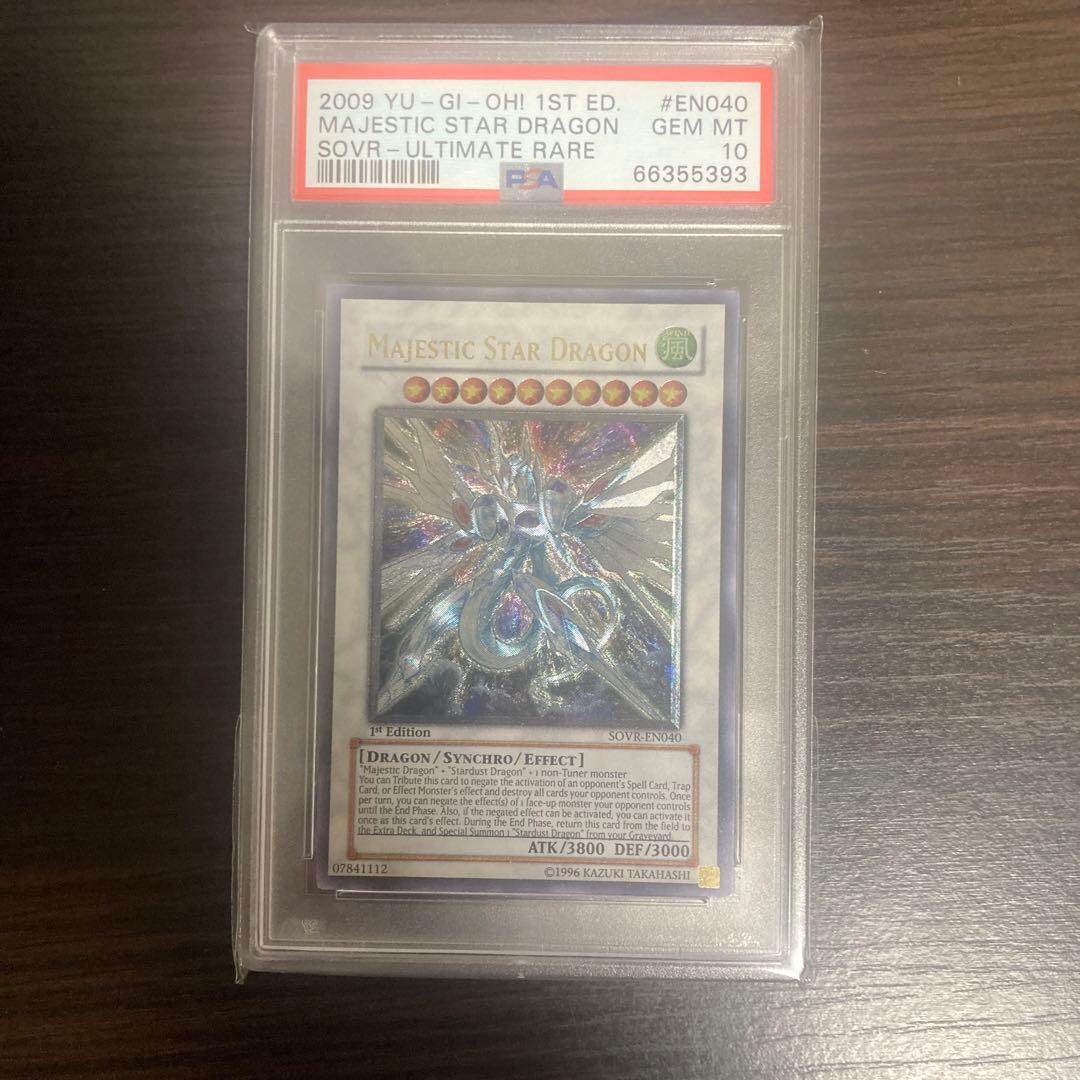 2009 YU-GI-OH! 1ST ED. #EN040
MAJESTIC STAR DRAGON GEM MT
SOVR-ULTIMATE RARE 10
PSA 66355393
MAJESTIC STAR DRAGON
WIND
風
1st Edition SOVR-EN040
[DRAGON/SYNCHRO/EFFECT]
"Majestic Dragon" + "Stardust Dragon" + 1 non-Tuner monster
You can Tribute this card to negate the activation of an opponent's Spell Card, Trap
Card, or Effect Monster's effect and destroy all cards your opponent controls. Once
per turn, you can negate the effect(s) of 1 face-up monster your opponent controls
until the End Phase. Also, if the negated effect can be activated, you can activate it
once as this card's effect. During the End Phase, return this card from the field to
the Extra Deck, and Special Summon 1 "Stardust Dragon" from your Graveyard.
ATK/3800 DEF/3000
07841112 ©1996 KAZUKI TAKAHASHI